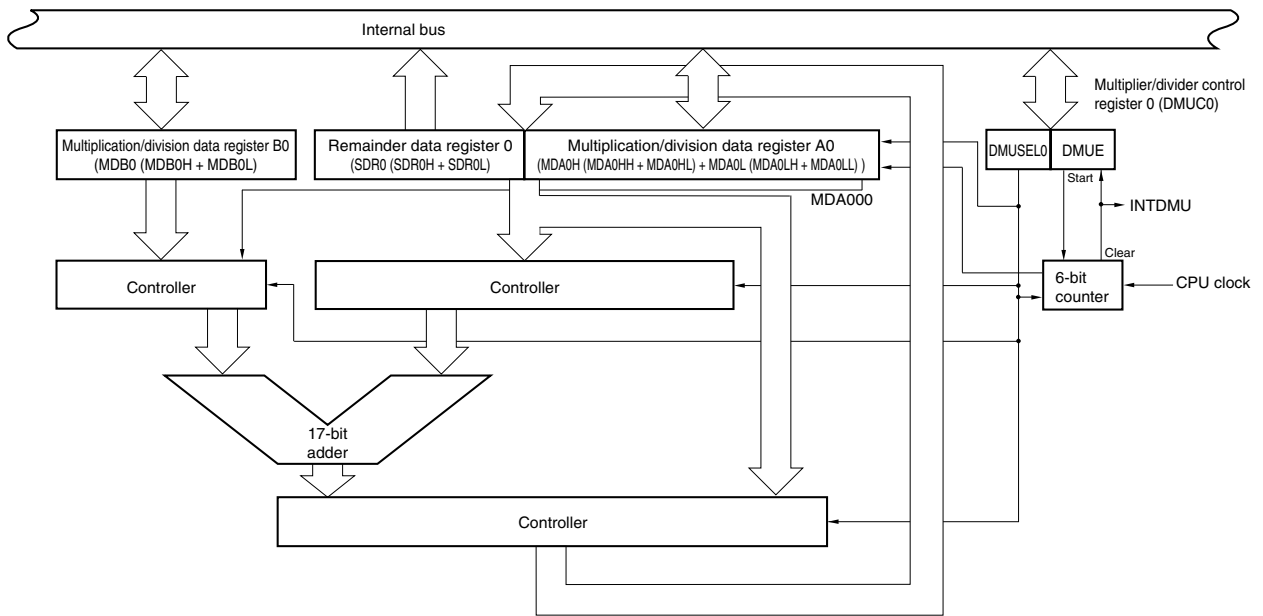 Internal bus
Multiplier/divider control
register 0 (DMUC0)
Multiplication/division data register B0
(MDB0 (MDB0H + MDB0L)
Remainder data register 0
(SDR0 (SDR0H + SDR0L)
Multiplication/division data register A0
(MDA0H (MDA0HH + MDA0HL) + MDA0L (MDA0LH + MDA0LL) )
DMUSEL0
DMUE
Start
MDA000
INTDMU
Clear
Controller
Controller
6-bit
counter
CPU clock
17-bit
adder
Controller